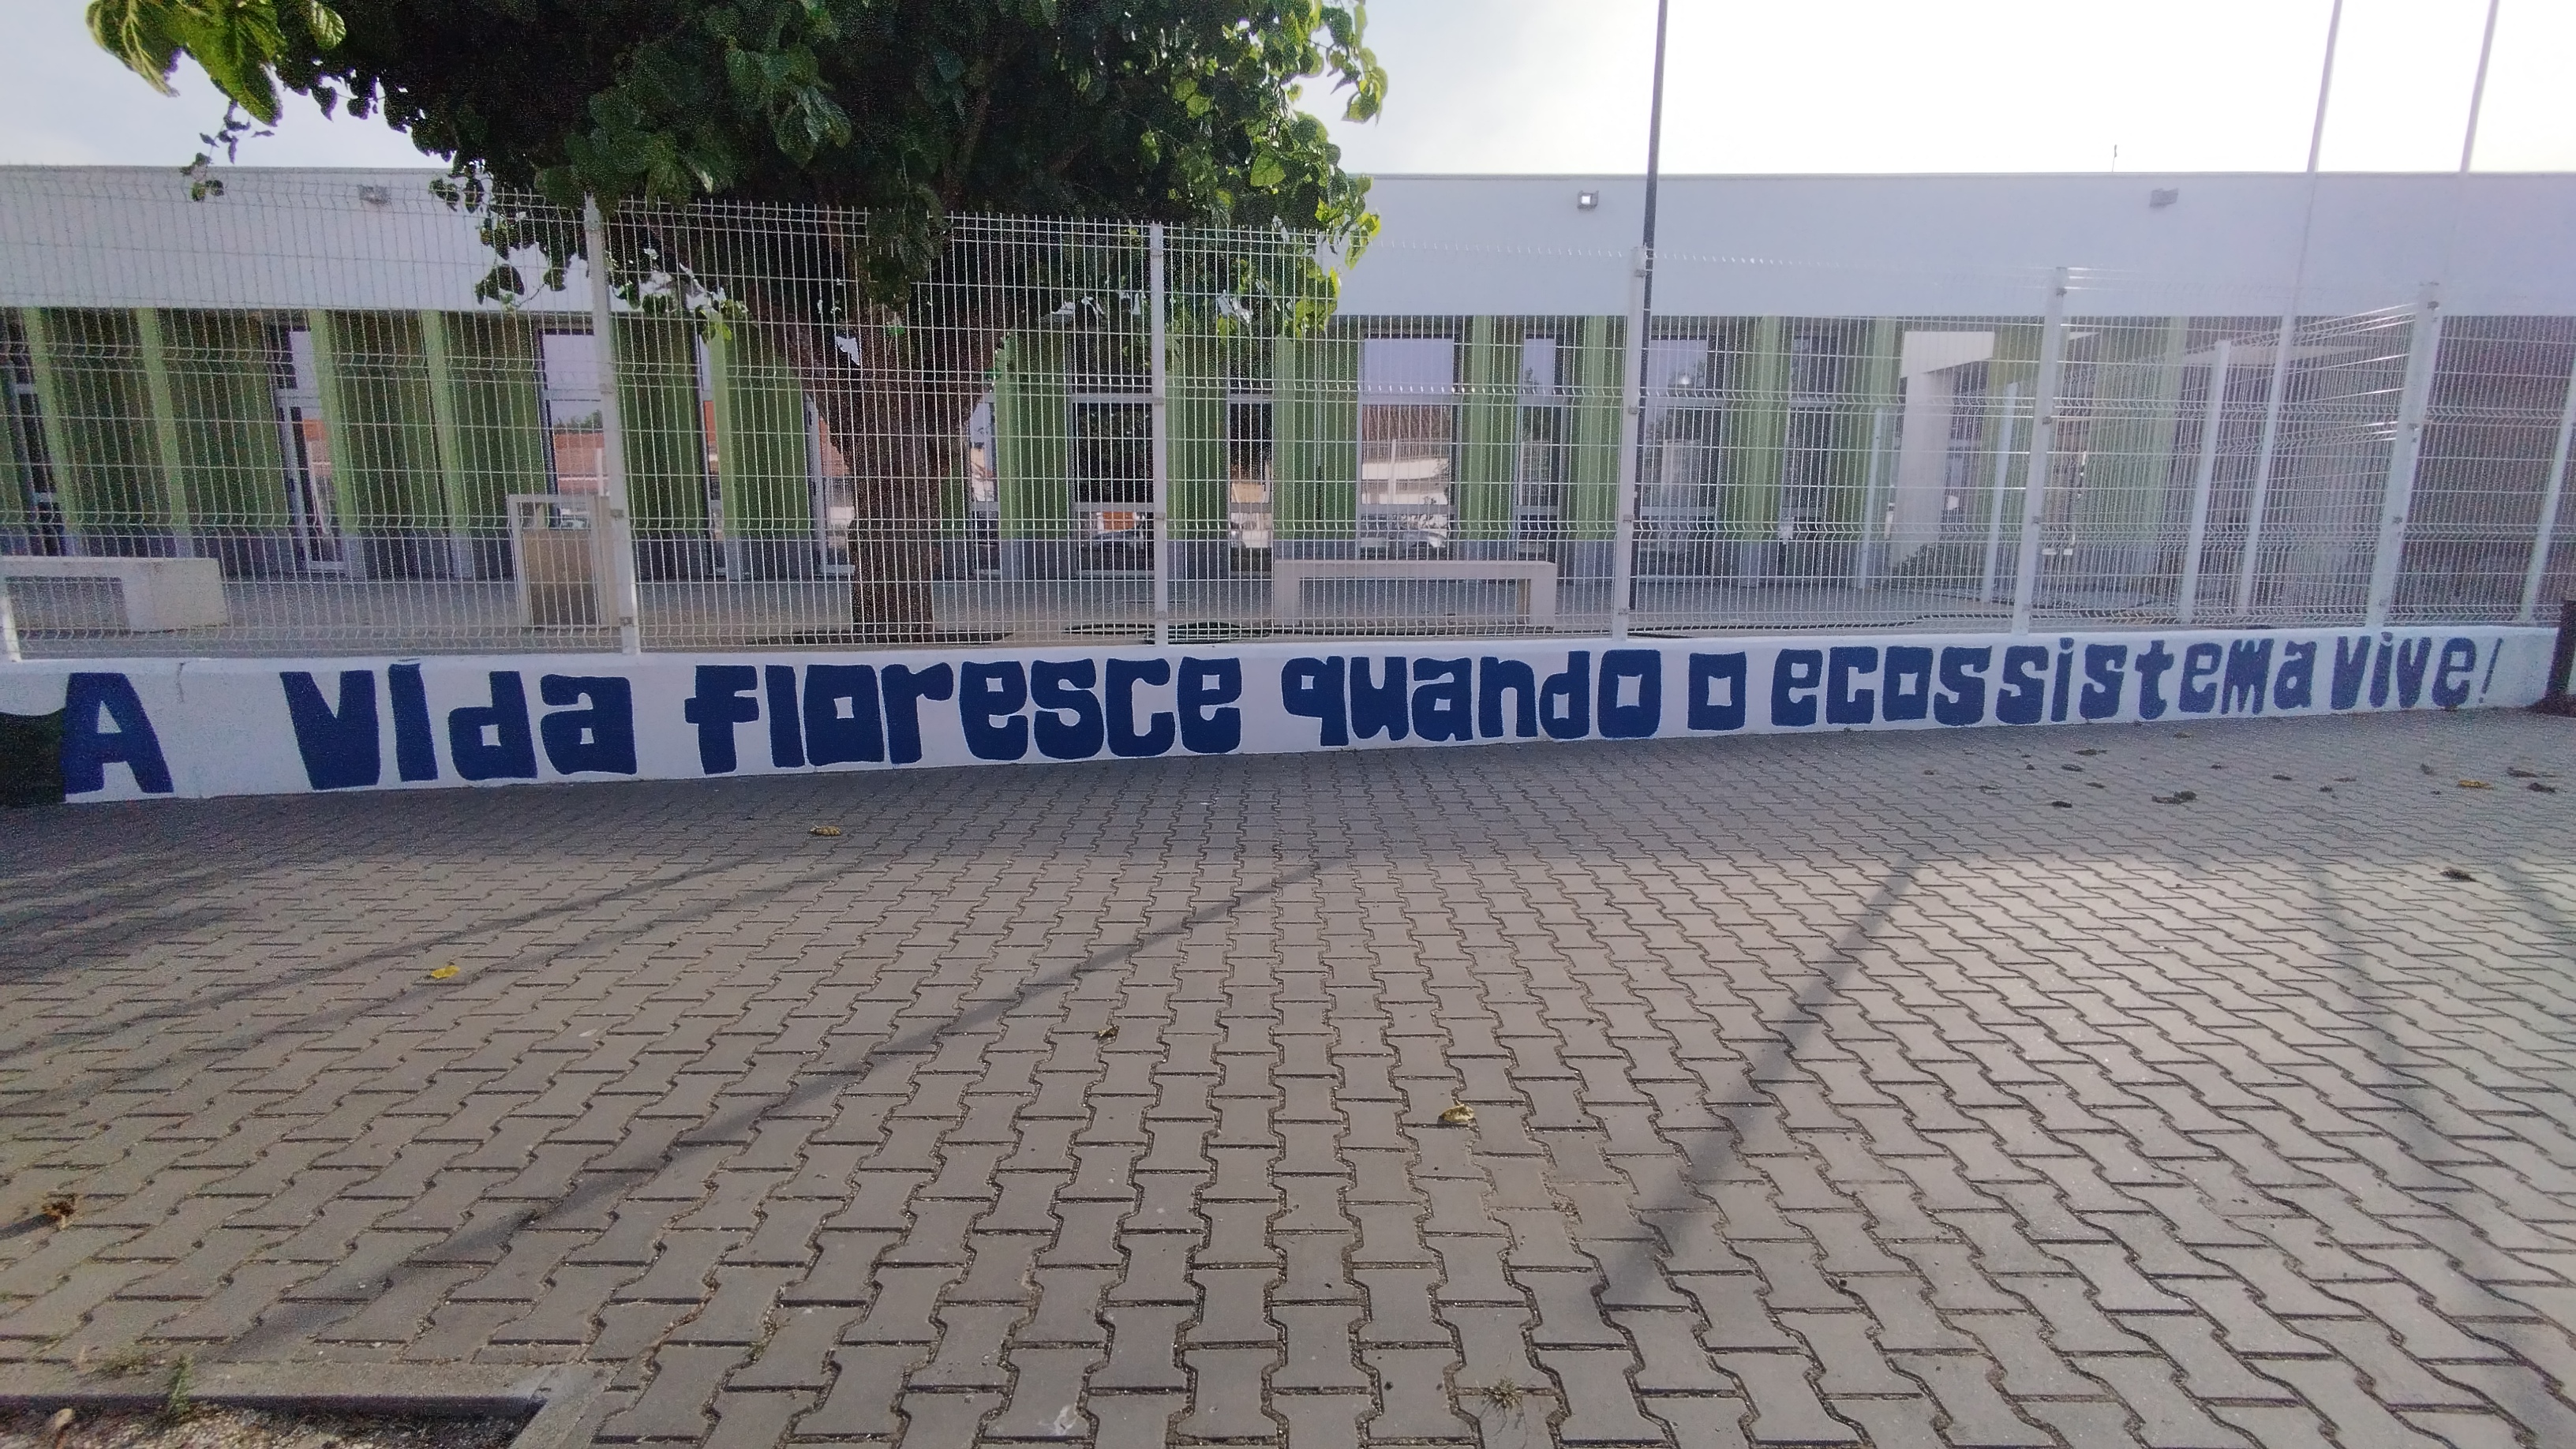 A vida floresce quando o ecossistema vive!